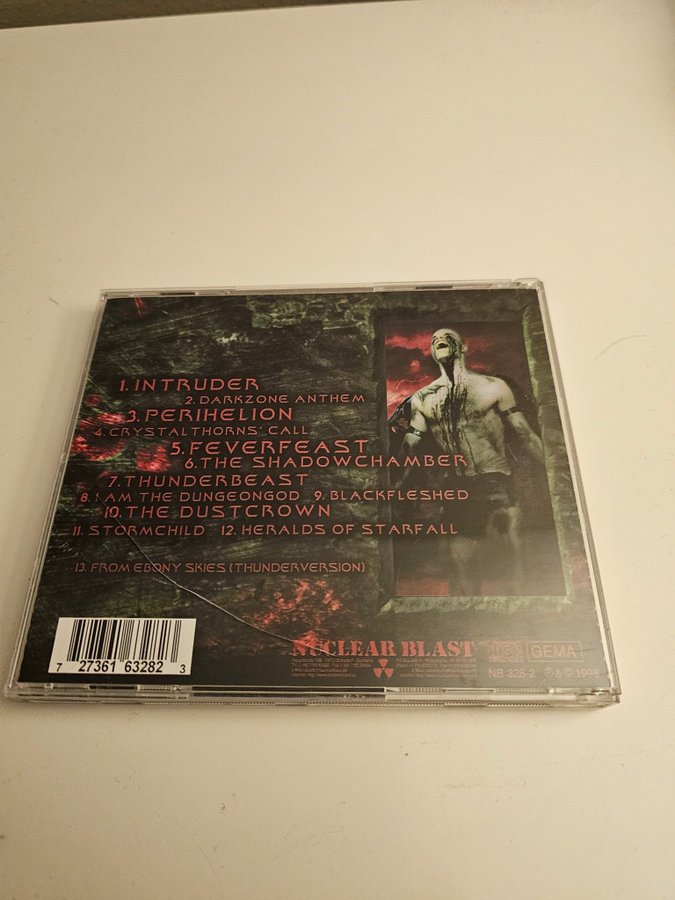 1. INTRUDER
2. DARKZONE ANTHEM
3. PERIHELION
4. CRYSTALTHORNS' CALL
5. FEVERFEAST
6. THE SHADOWCHAMBER
7. THUNDERBEAST
8. I AM THE DUNGEONGOD 9. BLACKFLESHED
10. THE DUSTCROWN
11. STORMCHILD 12. HERALDS OF STARFALL
13. FROM EBONY SKIES (THUNDERVERSION)
NUCLEAR BLAST
GEMA
NB 328-2 ℗ & © 1998
7 27361 63282 3